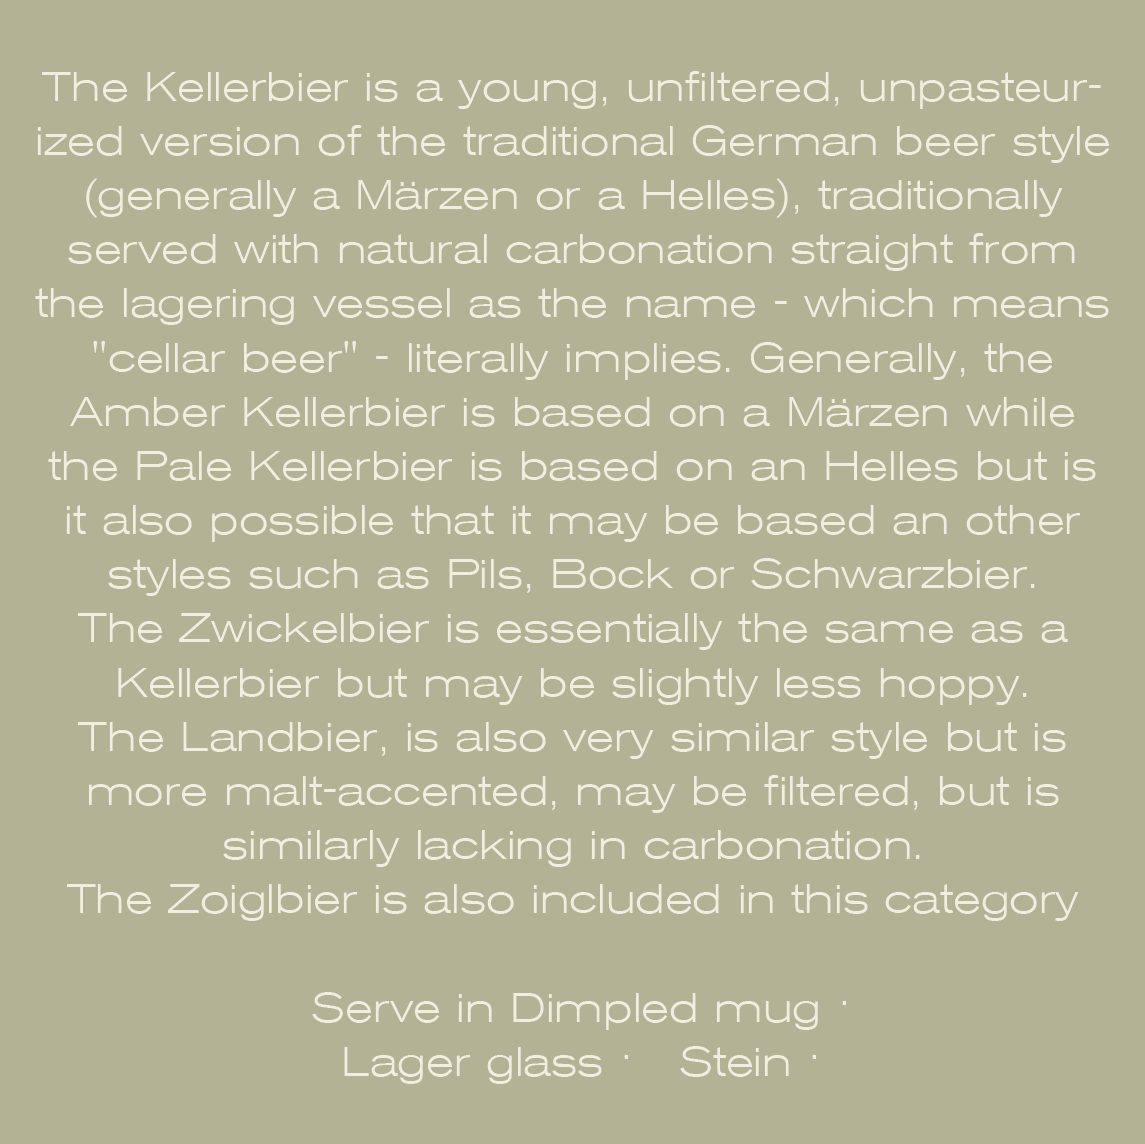 The Kellerbier is a young, unfiltered, unpasteur-
ized version of the traditional German beer style
(generally a Märzen or a Helles), traditionally
served with natural carbonation straight from
the lagering vessel as the name - which means
"cellar beer" - literally implies. Generally, the
Amber Kellerbier is based on a Märzen while
the Pale Kellerbier is based on an Helles but is
it also possible that it may be based an other
styles such as Pils, Bock or Schwarzbier.
The Zwickelbier is essentially the same as a
Kellerbier but may be slightly less hoppy.
The Landbier, is also very similar style but is
more malt-accented, may be filtered, but is
similarly lacking in carbonation.
The Zoiglbier is also included in this category
Serve in Dimpled mug ·
Lager glass · Stein ·